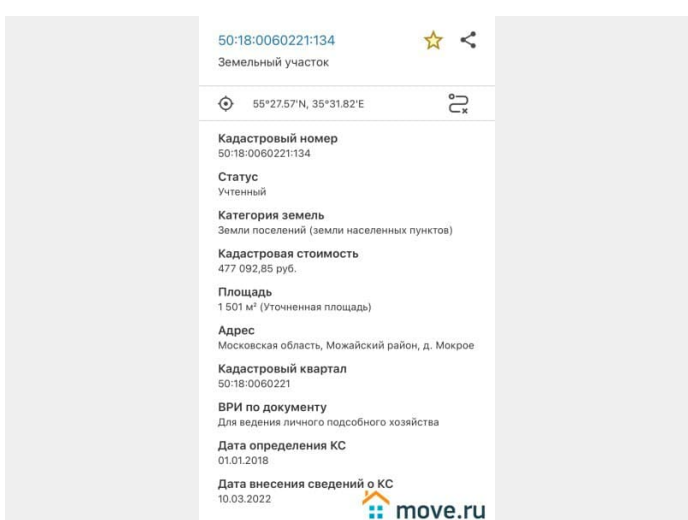 50:18:0060221:134
Земельный участок
55°27.57'N, 35°31.82'E
Кадастровый номер
50:18:0060221:134
Статус
Учтенный
Категория земель
Земли поселений (земли населенных пунктов)
Кадастровая стоимость
477 092,85 руб.
Площадь
1 501 м² (Уточненная площадь)
Адрес
Московская область, Можайский район, д. Мокрое
Кадастровый квартал
50:18:0060221
ВРИ по документу
Для ведения личного подсобного хозяйства
Дата определения КС
01.01.2018
Дата внесения сведений о КС
10.03.2022
move.ru